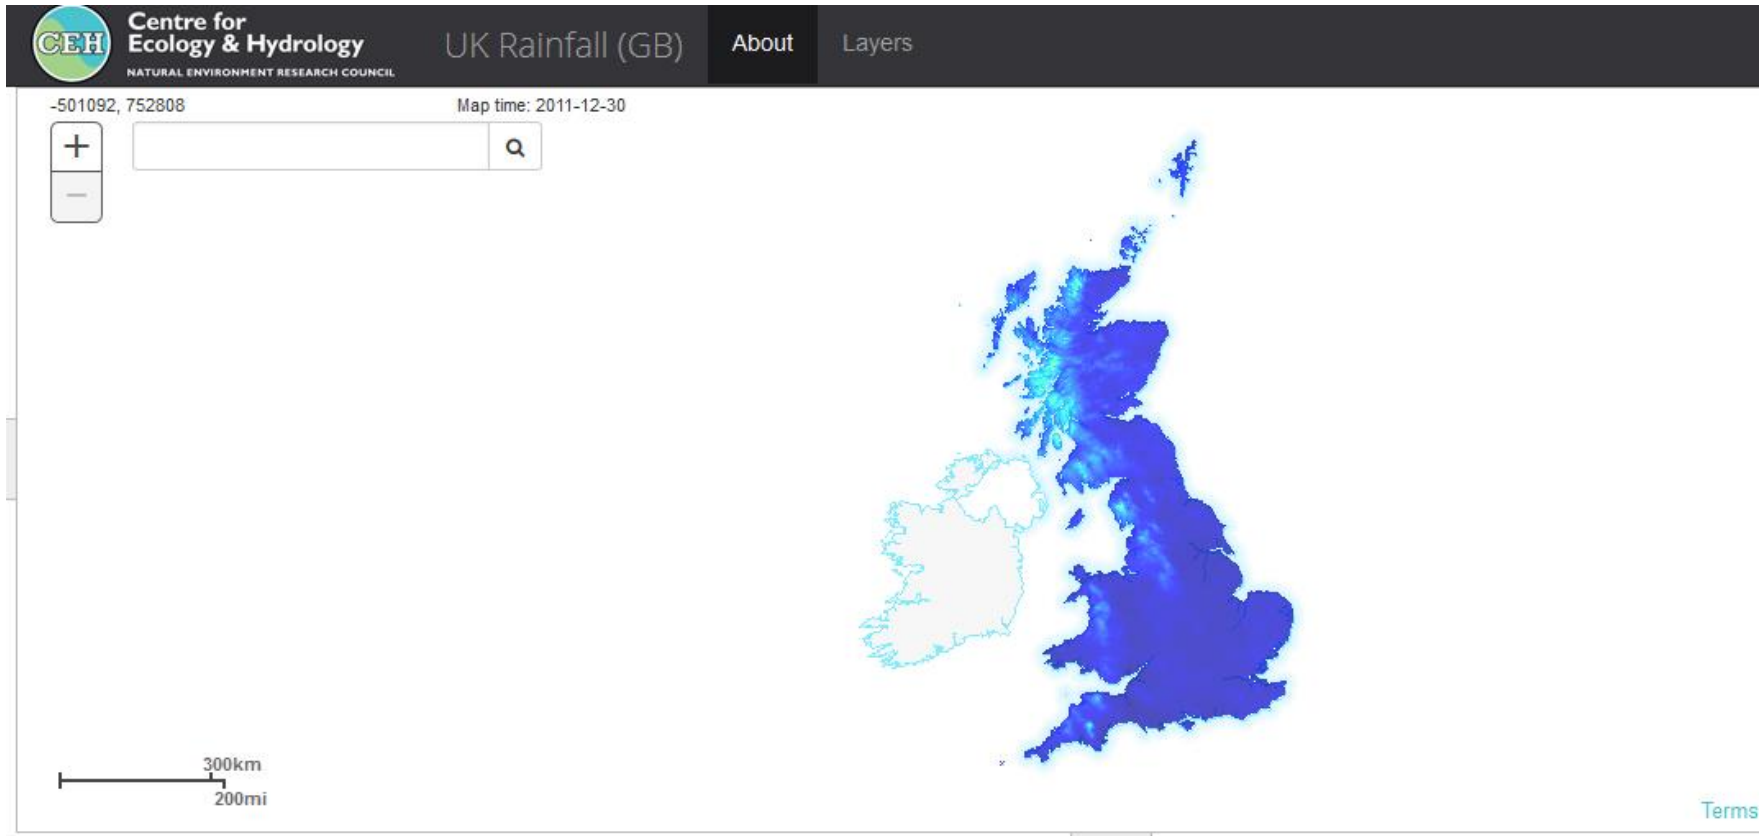 CEH
Centre for
Ecology & Hydrology
NATURAL ENVIRONMENT RESEARCH COUNCIL
UK Rainfall (GB)
About
Layers
-501092, 752808
Map time: 2011-12-30
+
−
300km
200mi
Terms